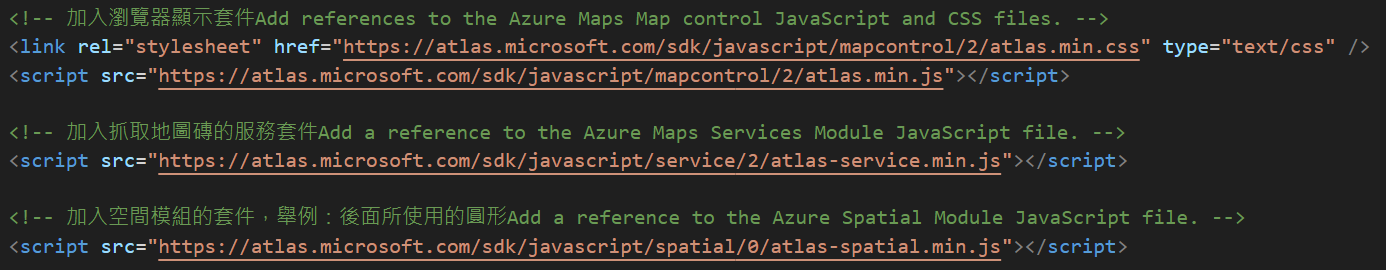 <!-- 加入瀏覽器顯示套件Add references to the Azure Maps Map control JavaScript and CSS files. -->
<link rel="stylesheet" href="https://atlas.microsoft.com/sdk/javascript/mapcontrol/2/atlas.min.css" type="text/css" />
<script src="https://atlas.microsoft.com/sdk/javascript/mapcontrol/2/atlas.min.js"></script>
<!-- 加入抓取地圖磚的服務套件Add a reference to the Azure Maps Services Module JavaScript file. -->
<script src="https://atlas.microsoft.com/sdk/javascript/service/2/atlas-service.min.js"></script>
<!-- 加入空間模組的套件，舉例：後面所使用的圓形Add a reference to the Azure Spatial Module JavaScript file. -->
<script src="https://atlas.microsoft.com/sdk/javascript/spatial/0/atlas-spatial.min.js"></script>